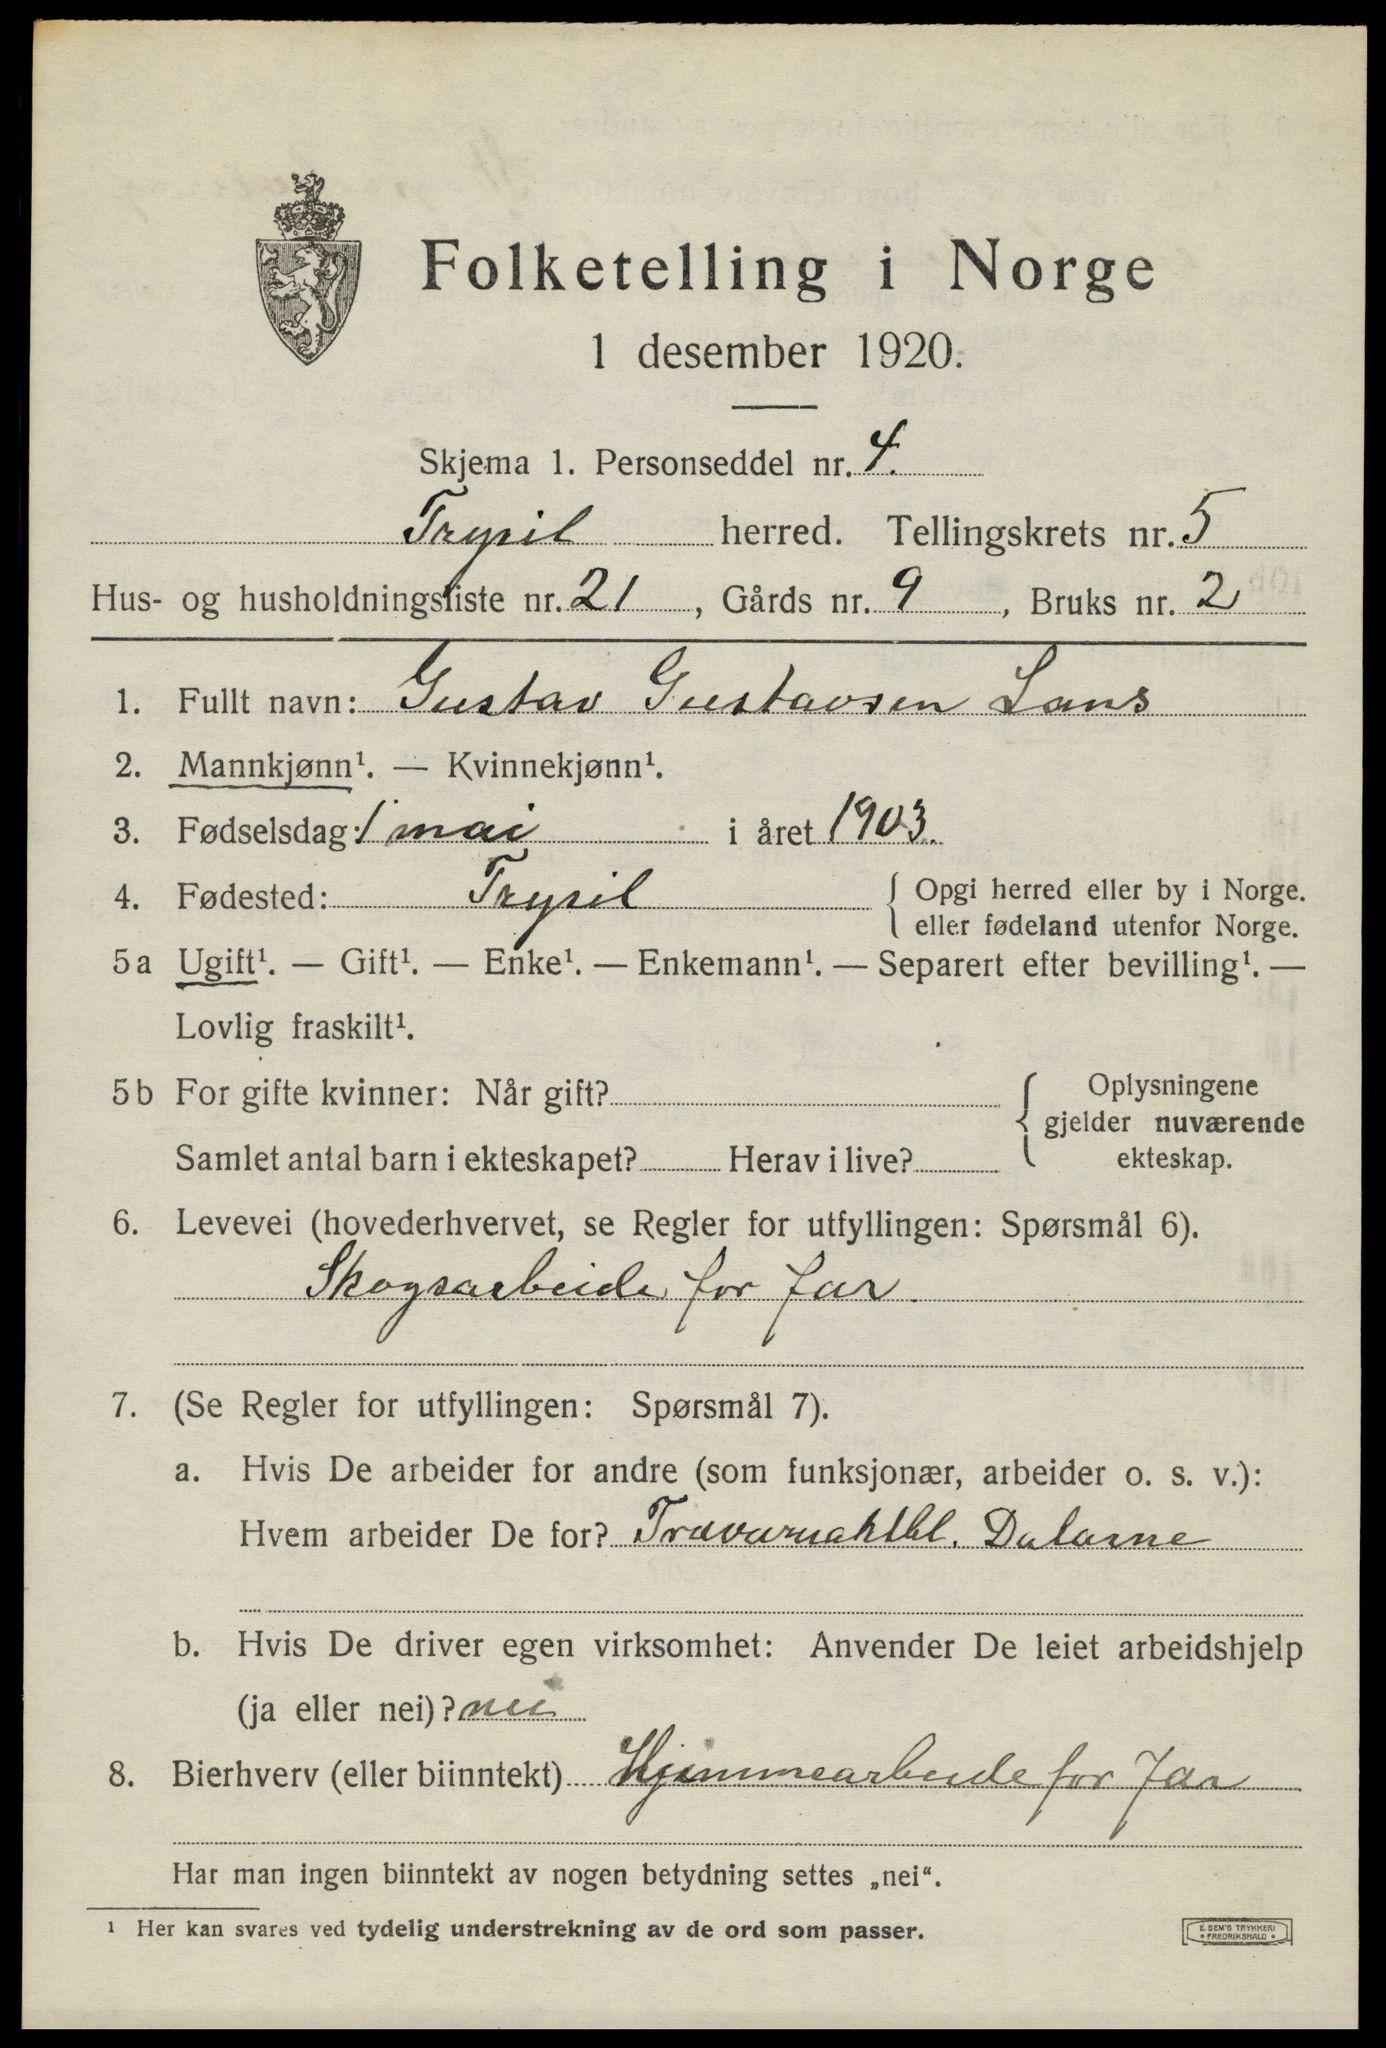 Folketelling i Norge
1 desember 1920.
Skjema 1. Personseddel nr. 4.
Trysil herred. Tellingskrets nr. 5
Hus- og husholdningsliste nr. 21, Gårds nr. 9, Bruks nr. 2
1. Fullt navn: Gustav Gustavsen Lans
2. Mannkjønn¹. — Kvinnekjønn¹.
3. Fødselsdag: 1 mai i året 1903.
4. Fødested: Trysil { Opgi herred eller by i Norge.
eller fødeland utenfor Norge.
5a Ugift¹. — Gift¹. — Enke¹. — Enkemann¹. — Separert efter bevilling¹. —
Lovlig fraskilt¹.
5b For gifte kvinner: Når gift?
Samlet antal barn i ekteskapet? Herav i live?
Oplysningene
gjelder nuværende
ekteskap.
6. Levevei (hovederhvervet, se Regler for utfyllingen: Spørsmål 6).
Skogsarbeide for far.
7. (Se Regler for utfyllingen: Spørsmål 7).
a. Hvis De arbeider for andre (som funksjonær, arbeider o. s. v.):
Hvem arbeider De for? Dalarne
b. Hvis De driver egen virksomhet: Anvender De leiet arbeidshjelp
(ja eller nei)? nei
8. Bierhverv (eller biinntekt) Hjemmearbeide for Far
Har man ingen biinntekt av nogen betydning settes „nei“.
¹ Her kan svares ved tydelig understrekning av de ord som passer.
E. SEM'S TRYKKERI
FREDRIKSHALD